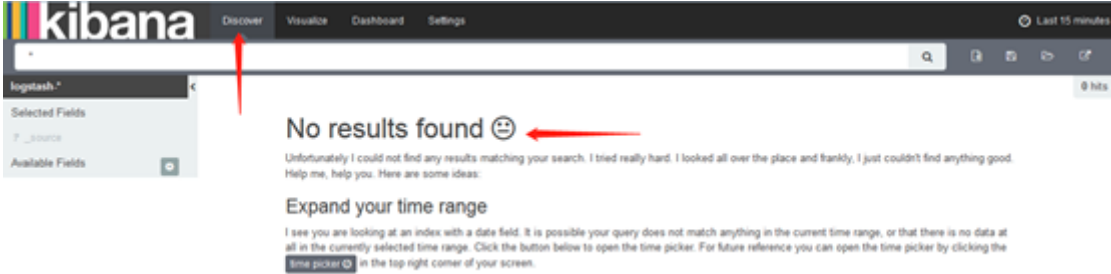 kibana Discover Visualize Dashboard Settings Last 15 minutes
*
logstash-* 0 hits
Selected Fields
? _source
Available Fields
No results found
Unfortunately I could not find any results matching your search. I tried really hard. I looked all over the place and frankly, I just couldn't find anything good.
Help me, help you. Here are some ideas:
Expand your time range
I see you are looking at an index with a date field. It is possible your query does not match anything in the current time range, or that there is no data at
all in the currently selected time range. Click the button below to open the time picker. For future reference you can open the time picker by clicking the
time picker in the top right corner of your screen.